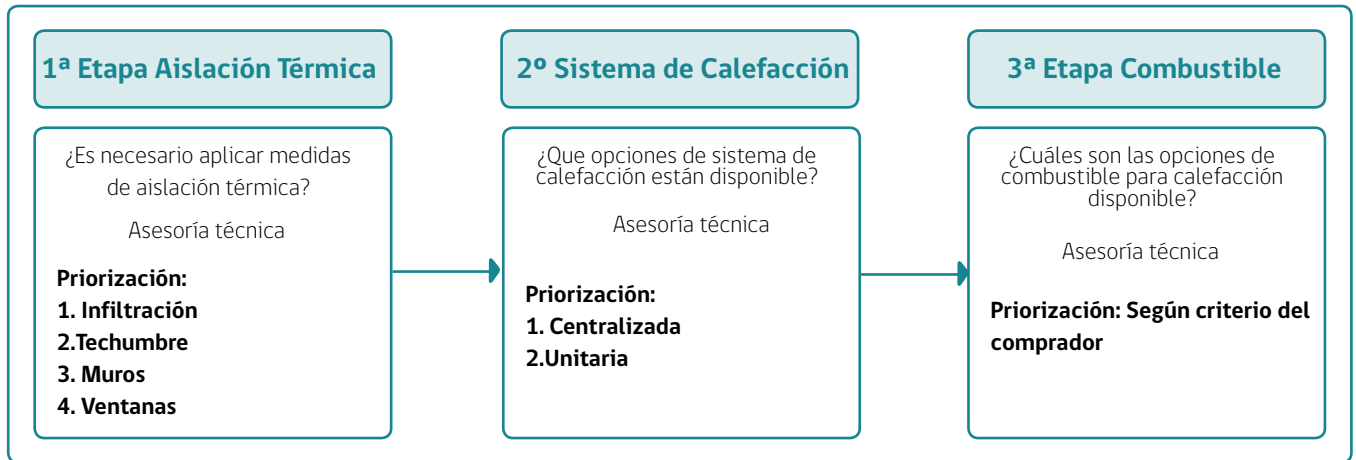 1ª Etapa Aislación Térmica
¿Es necesario aplicar medidas
de aislación térmica?
Asesoría técnica
Priorización:
1. Infiltración
2.Techumbre
3. Muros
4. Ventanas
2º Sistema de Calefacción
¿Que opciones de sistema de
calefacción están disponible?
Asesoría técnica
Priorización:
1. Centralizada
2.Unitaria
3ª Etapa Combustible
¿Cuáles son las opciones de
combustible para calefacción
disponible?
Asesoría técnica
Priorización: Según criterio del
comprador